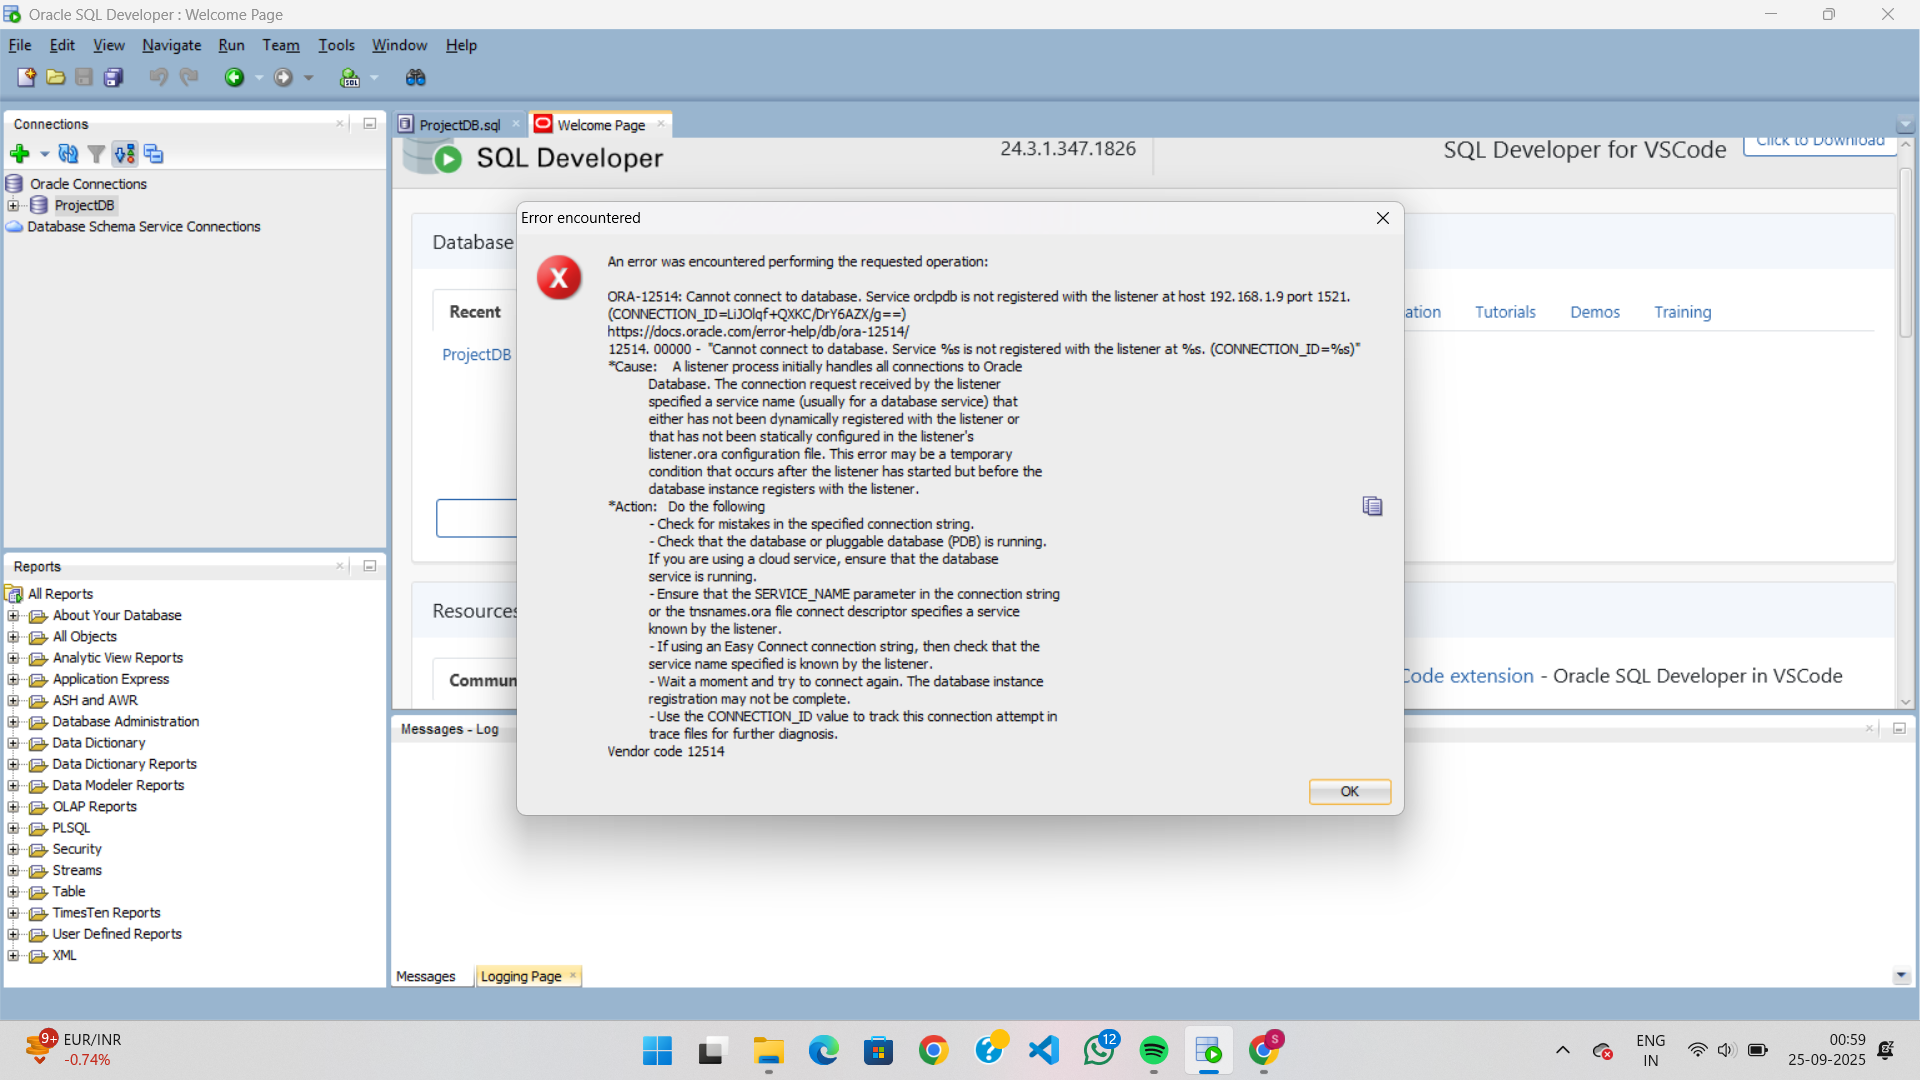 Oracle SQL Developer : Welcome Page
File Edit View Navigate Run Team Tools Window Help
Connections
Oracle Connections
ProjectDB
Database Schema Service Connections
ProjectDB.sql
Welcome Page
SQL Developer
24.3.1.347.1826
SQL Developer for VSCode
Click to Download
Database
Recent
ProjectDB
Tutorials
Demos
Training
Resources
Code extension - Oracle SQL Developer in VSCode
Error encountered
An error was encountered performing the requested operation:
ORA-12514: Cannot connect to database. Service orclpdb is not registered with the listener at host 192.168.1.9 port 1521.
(CONNECTION_ID=LiJOlqf+QXKC/DrY6AZX/g==)
https://docs.oracle.com/error-help/db/ora-12514/
12514. 00000 - "Cannot connect to database. Service %s is not registered with the listener at %s. (CONNECTION_ID=%s)"
*Cause: A listener process initially handles all connections to Oracle
Database. The connection request received by the listener
specified a service name (usually for a database service) that
either has not been dynamically registered with the listener or
that has not been statically configured in the listener's
listener.ora configuration file. This error may be a temporary
condition that occurs after the listener has started but before the
database instance registers with the listener.
*Action: Do the following
- Check for mistakes in the specified connection string.
- Check that the database or pluggable database (PDB) is running.
If you are using a cloud service, ensure that the database
service is running.
- Ensure that the SERVICE_NAME parameter in the connection string
or the tnsnames.ora file connect descriptor specifies a service
known by the listener.
- If using an Easy Connect connection string, then check that the
service name specified is known by the listener.
- Wait a moment and try to connect again. The database instance
registration may not be complete.
- Use the CONNECTION_ID value to track this connection attempt in
trace files for further diagnosis.
Vendor code 12514
OK
Reports
All Reports
About Your Database
All Objects
Analytic View Reports
Application Express
ASH and AWR
Database Administration
Data Dictionary
Data Dictionary Reports
Data Modeler Reports
OLAP Reports
PLSQL
Security
Streams
Table
TimesTen Reports
User Defined Reports
XML
Messages - Log
Messages
Logging Page
9+
EUR/INR
-0.74%
12
S
ENG
IN
00:59
25-09-2025